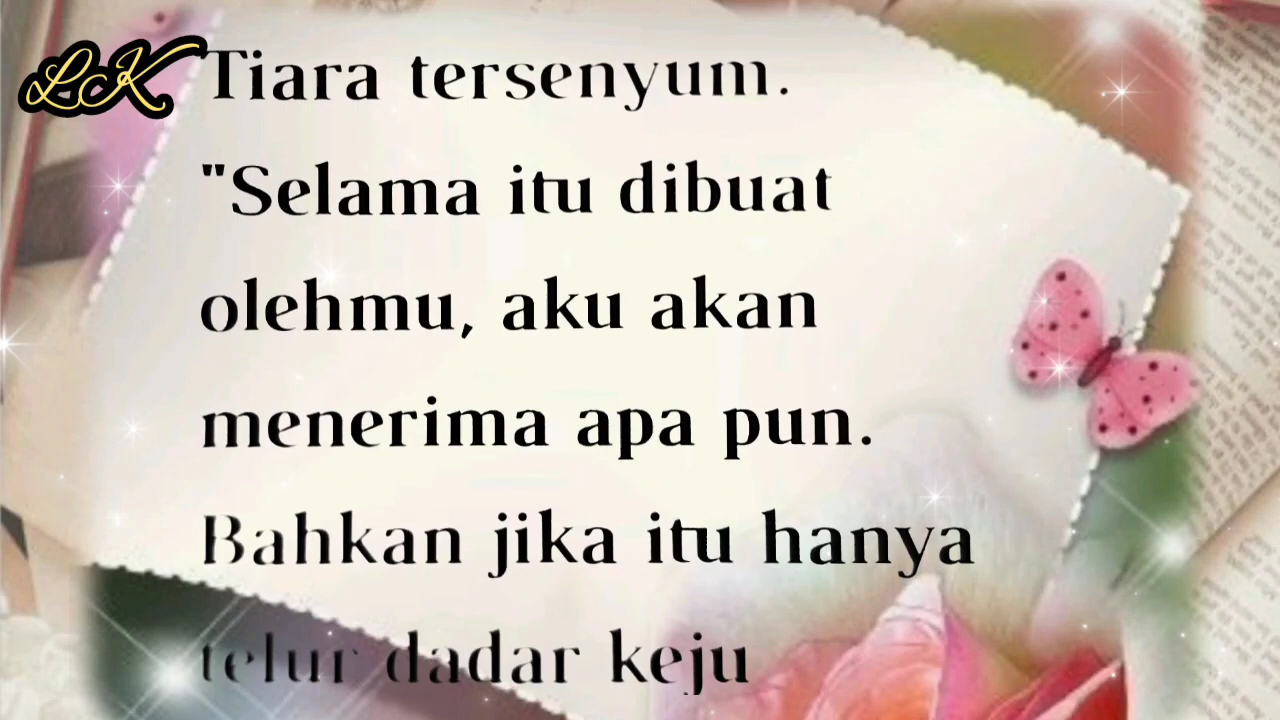 LK
Tiara tersenyum.
"Selama itu dibuat
olehmu, aku akan
menerima apa pun.
Bahkan jika itu hanya
telur dadar keju